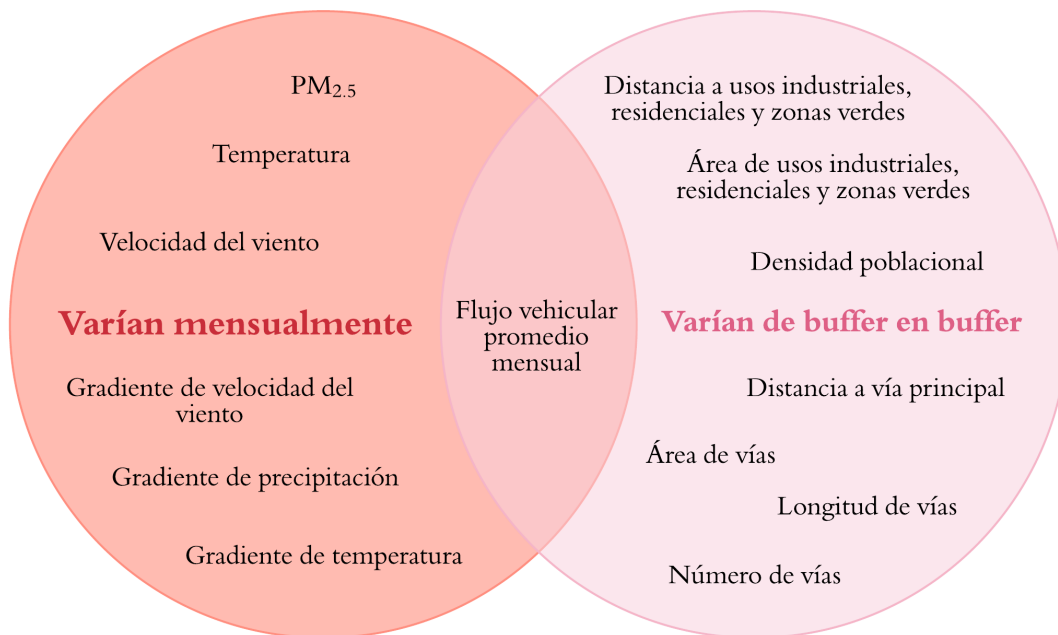 PM2.5
Temperatura
Velocidad del viento
Varían mensualmente
Gradiente de velocidad del
viento
Gradiente de precipitación
Gradiente de temperatura
Flujo vehicular
promedio
mensual
Distancia a usos industriales,
residenciales y zonas verdes
Área de usos industriales,
residenciales y zonas verdes
Densidad poblacional
Varían de buffer en buffer
Distancia a vía principal
Área de vías
Longitud de vías
Número de vías